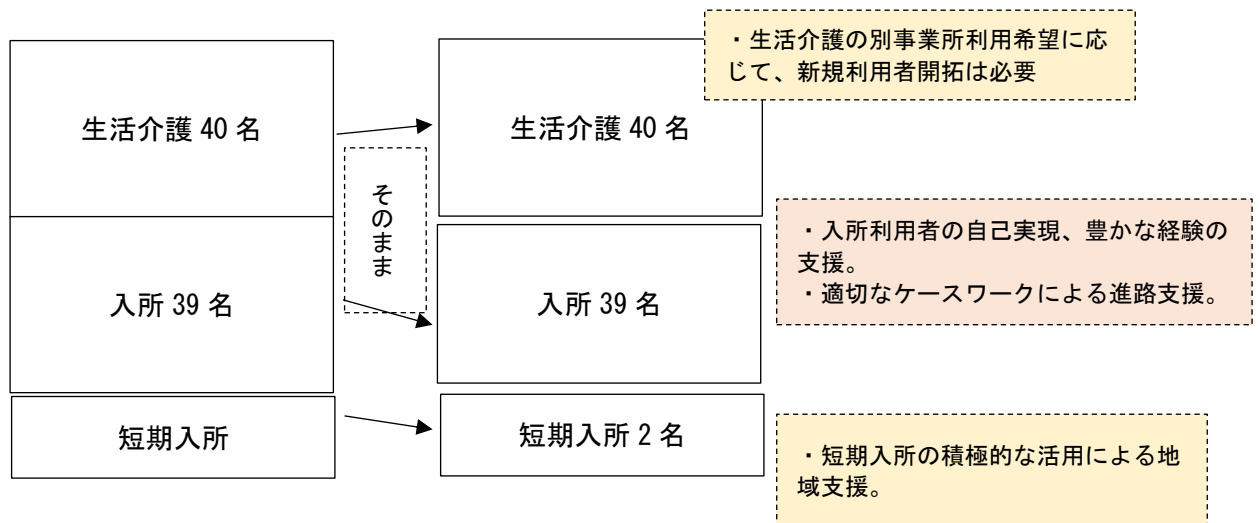 ・生活介護の別事業所利用希望に応
じて、新規利用者開拓は必要
生活介護 40 名
生活介護 40 名
そのまま
・入所利用者の自己実現、豊かな経験の
支援。
・適切なケースワークによる進路支援。
入所 39 名
入所 39 名
短期入所
短期入所 2 名
・短期入所の積極的な活用による地
域支援。